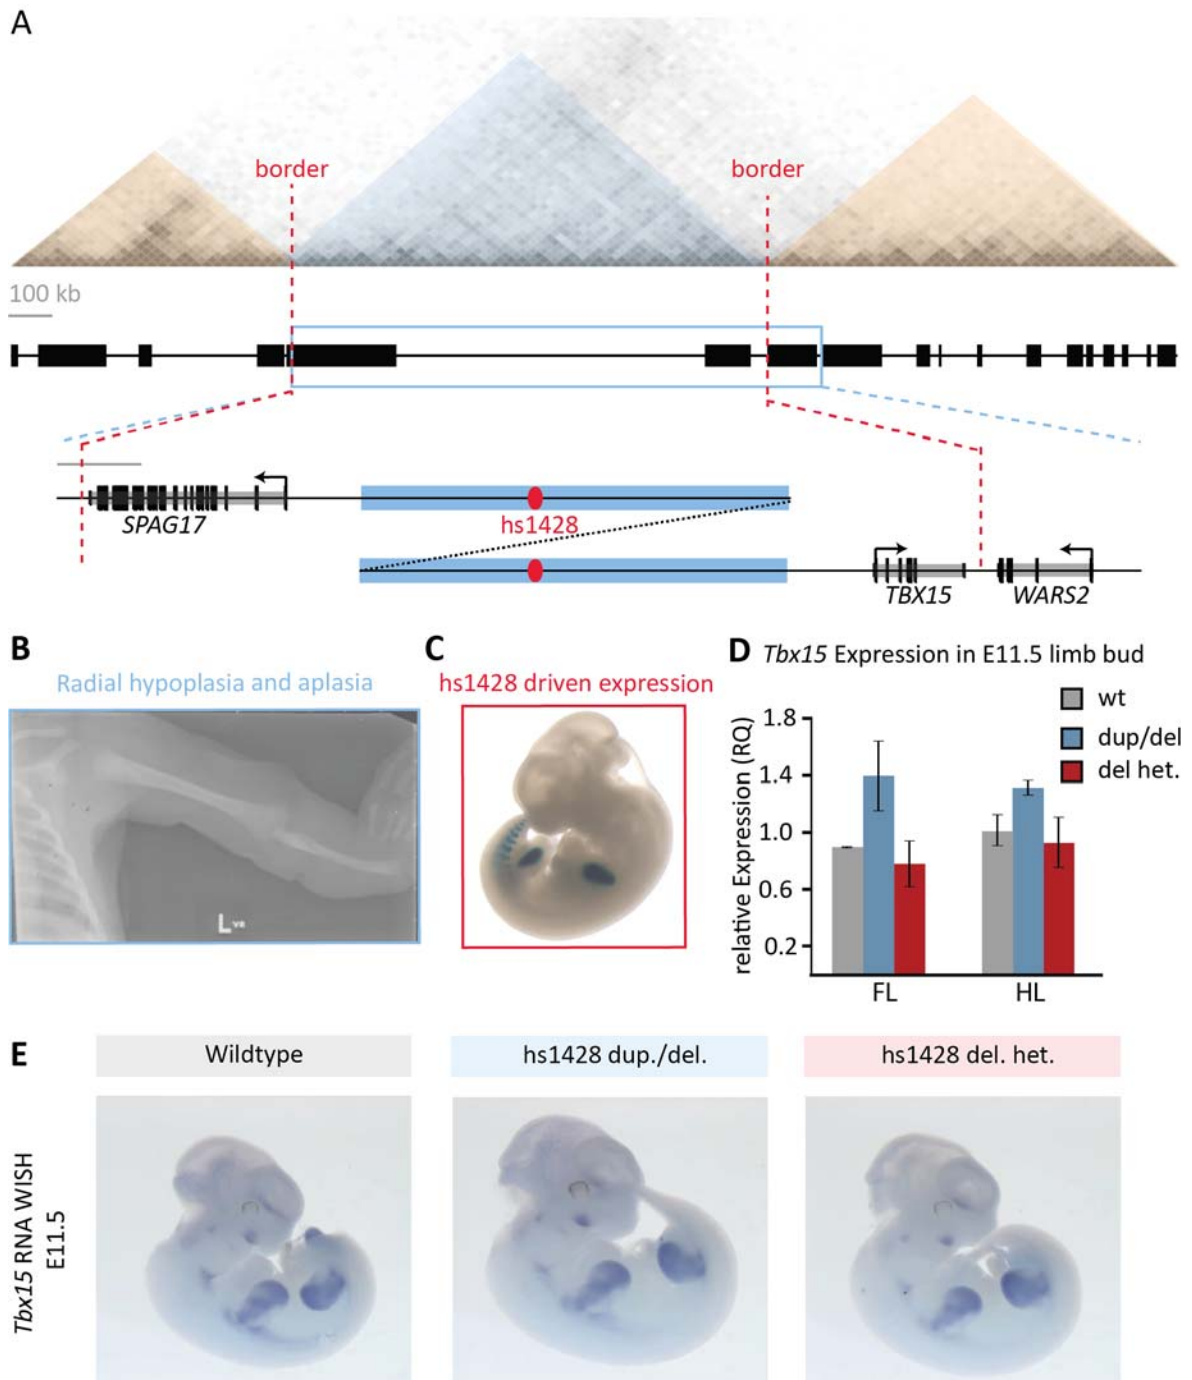 A
border
border
100 kb
SPAG17
hs1428
TBX15
WARS2
B
Radial hypoplasia and aplasia
L
C
hs1428 driven expression
D Tbx15 Expression in E11.5 limb bud
relative Expression (RQ)
1.8
1.4
1.0
0.6
0.2
wt
dup/del
del het.
FL
HL
E
Wildtype
hs1428 dup./del.
hs1428 del. het.
Tbx15 RNA WISH
E11.5